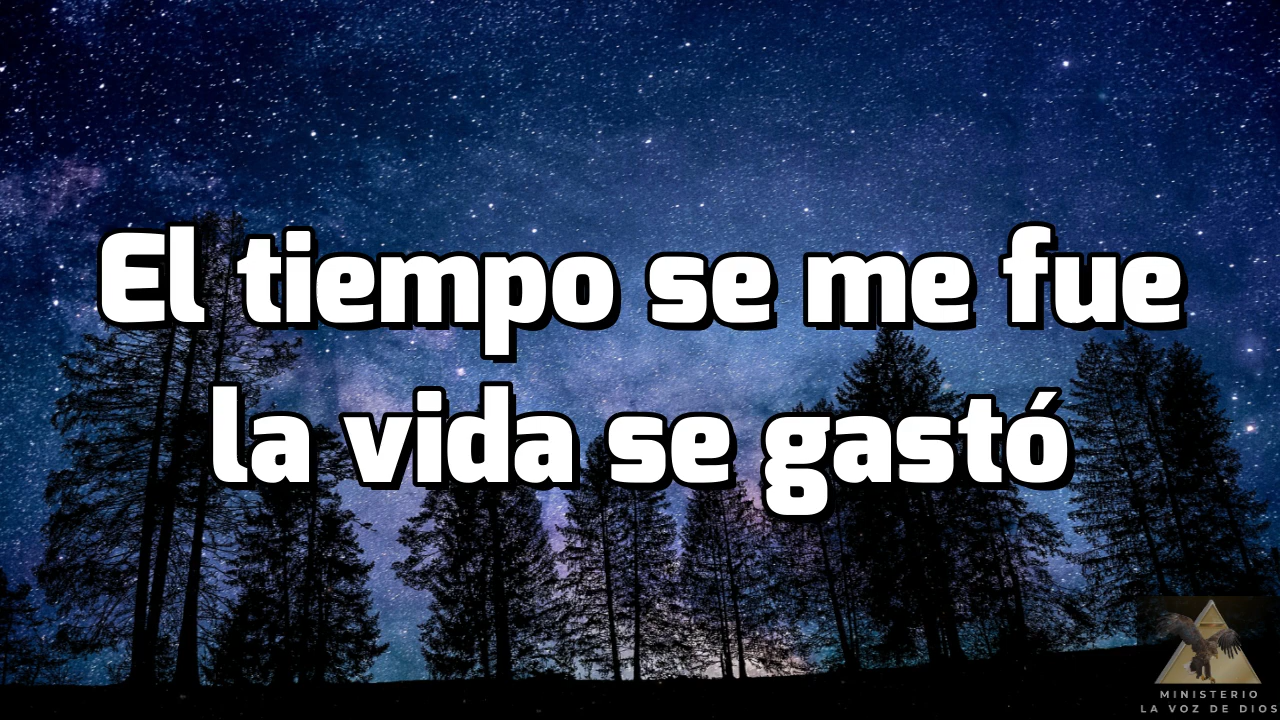 El tiempo se me fue
la vida se gastó
MINISTERIO
LA VOZ DE DIOS